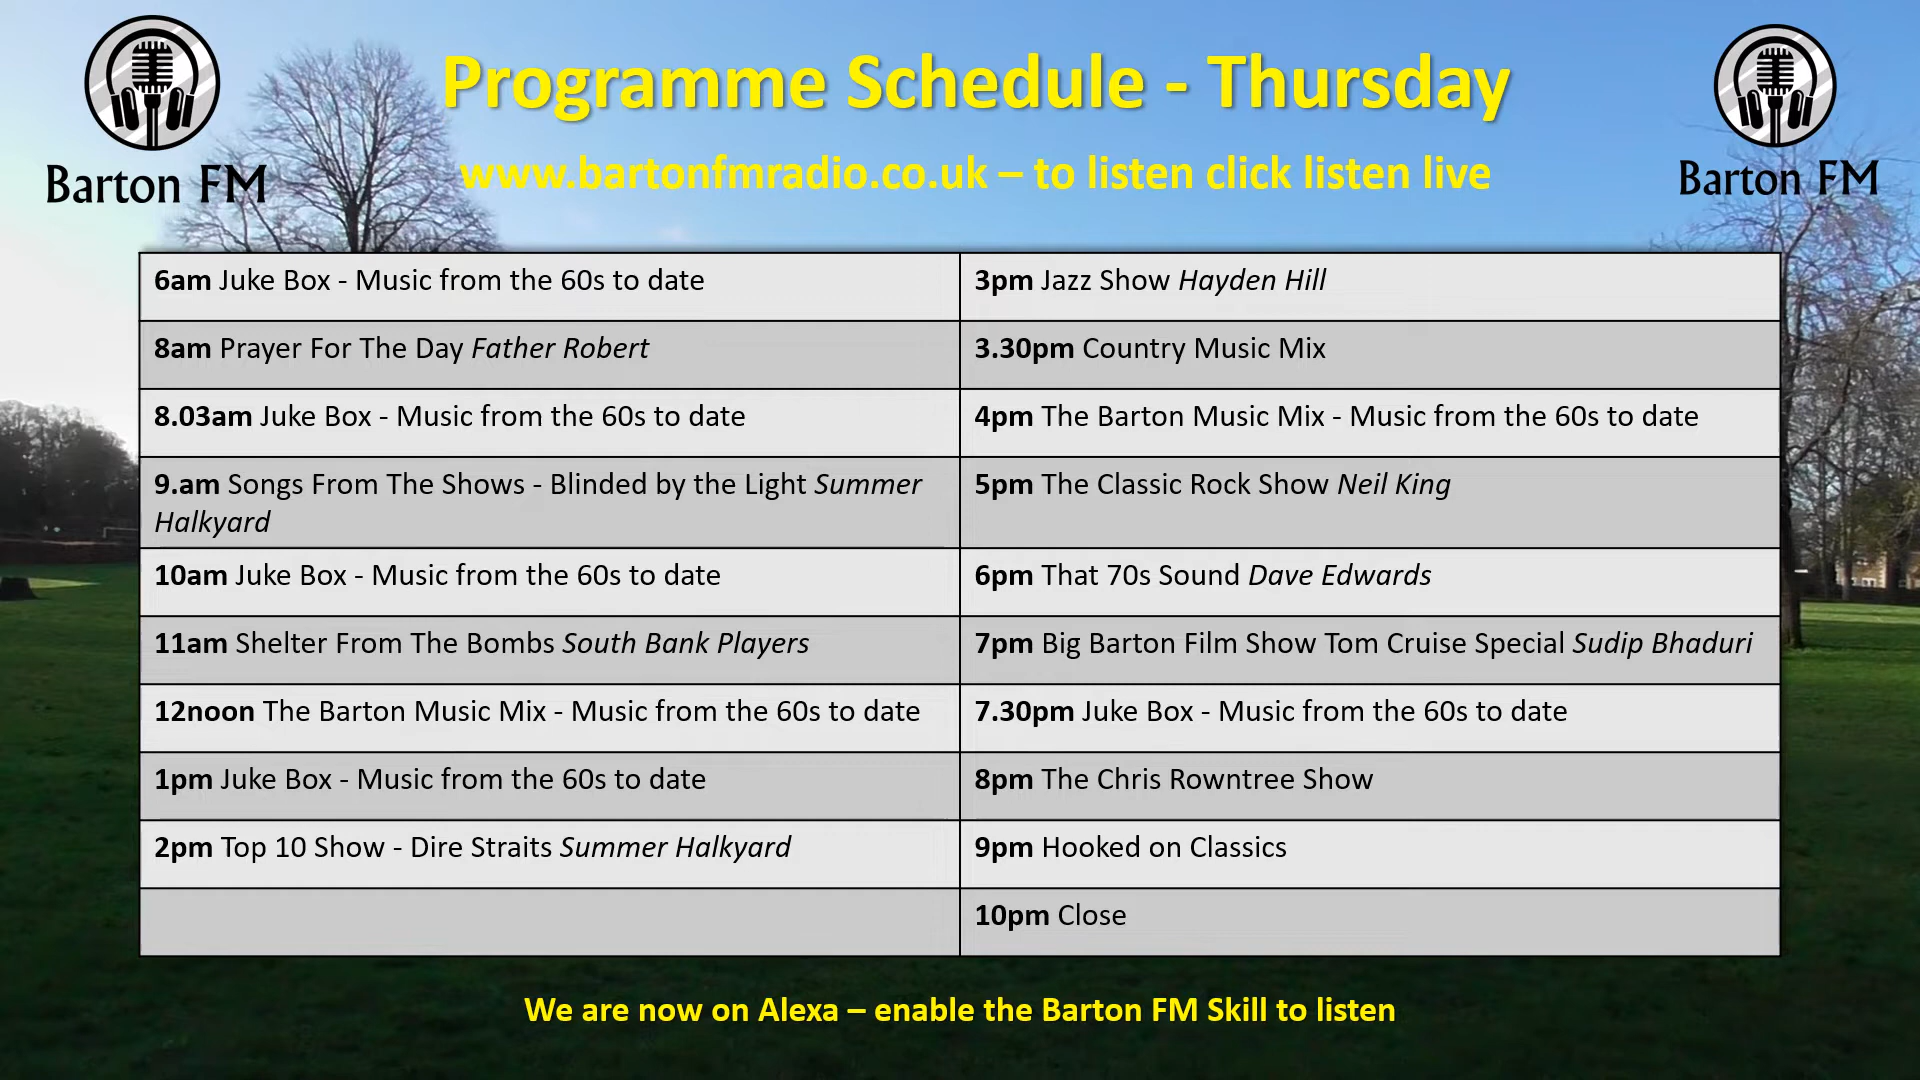 Barton FM
Programme Schedule - Thursday
www.bartonfmradio.co.uk – to listen click listen live
Barton FM
6am Juke Box - Music from the 60s to date
8am Prayer For The Day Father Robert
8.03am Juke Box - Music from the 60s to date
9.am Songs From The Shows - Blinded by the Light Summer
Halkyard
10am Juke Box - Music from the 60s to date
11am Shelter From The Bombs South Bank Players
12noon The Barton Music Mix - Music from the 60s to date
1pm Juke Box - Music from the 60s to date
2pm Top 10 Show - Dire Straits Summer Halkyard
3pm Jazz Show Hayden Hill
3.30pm Country Music Mix
4pm The Barton Music Mix - Music from the 60s to date
5pm The Classic Rock Show Neil King
6pm That 70s Sound Dave Edwards
7pm Big Barton Film Show Tom Cruise Special Sudip Bhaduri
7.30pm Juke Box - Music from the 60s to date
8pm The Chris Rowntree Show
9pm Hooked on Classics
10pm Close
We are now on Alexa – enable the Barton FM Skill to listen